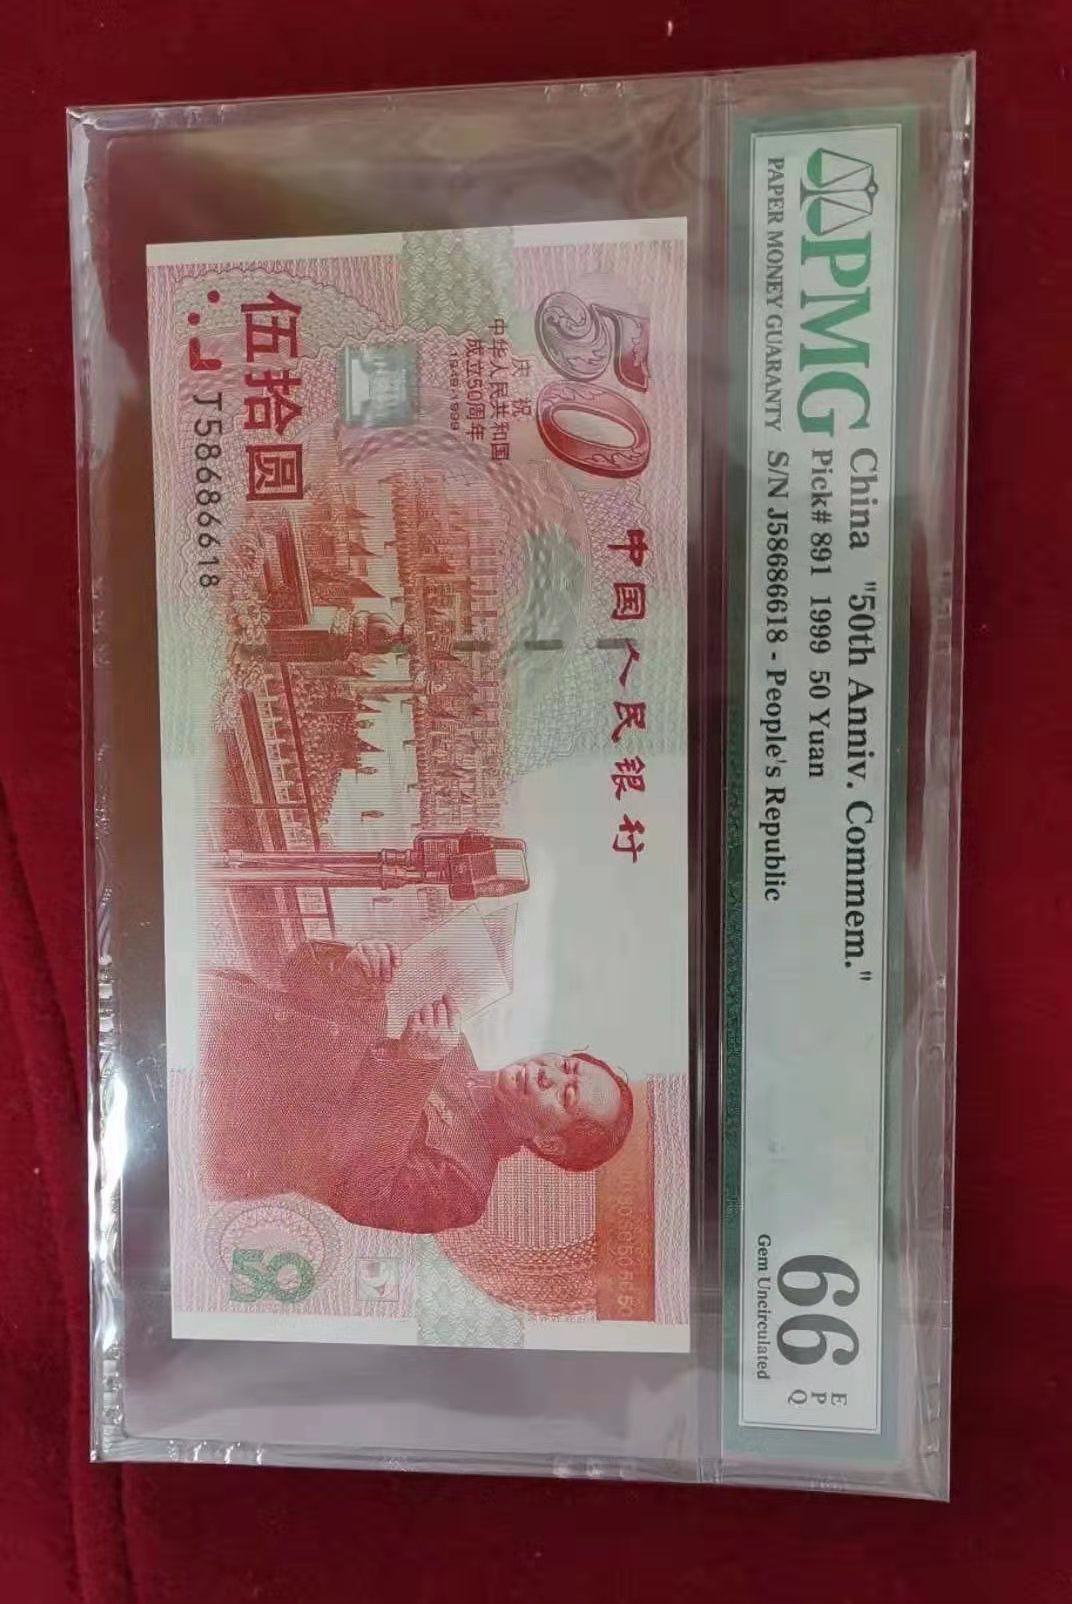 PMG
PAPER MONEY GUARANTY
China "50th Anniv. Commem."
Pick# 891 1999 50 Yuan
S/N J58686618 - People's Republic
66
EPQ
Gem Uncirculated
50
中国人民银行
庆祝
中华人民共和国
成立50周年
1949-1999
伍拾圆
J58686618
50